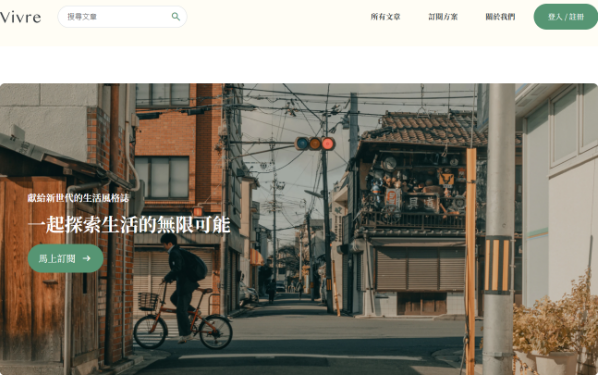 Vivre
搜尋文章
所有文章
訂閱方案
關於我們
登入 / 註冊
獻給新世代的生活風格誌
一起探索生活的無限可能
馬上訂閱 →